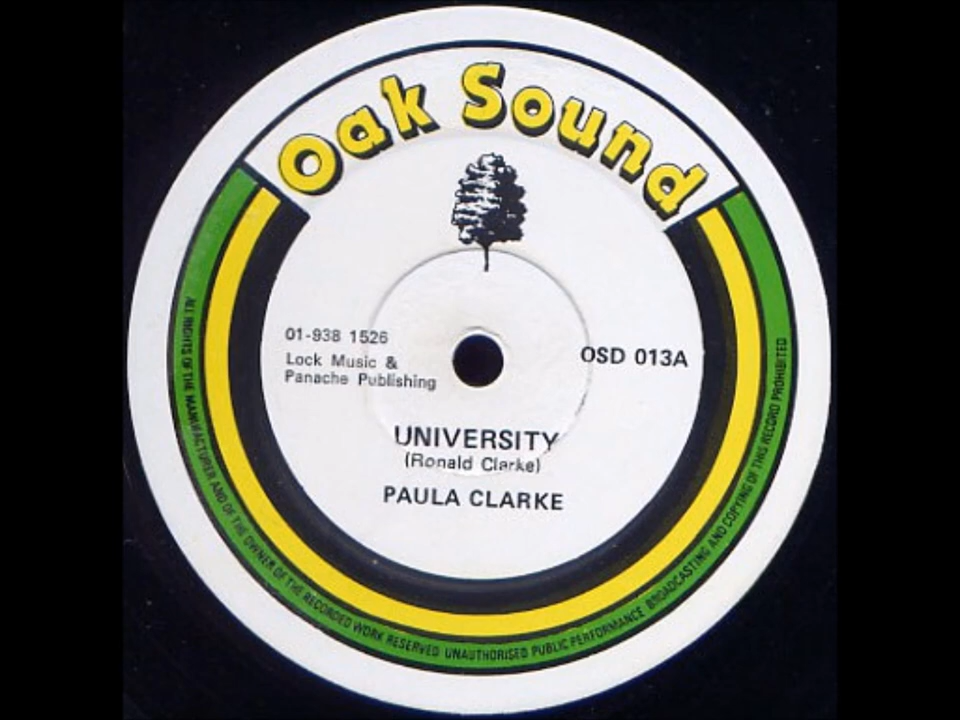 Oak Sound
01-938 1526
Lock Music &
Panache Publishing
OSD 013A
UNIVERSITY
(Ronald Clarke)
PAULA CLARKE
ALL RIGHTS OF THE MANUFACTURER AND OF THE OWNER OF THE RECORDED WORK RESERVED UNAUTHORISED PUBLIC PERFORMANCE BROADCASTING AND COPYING OF THIS RECORD PROHIBITED